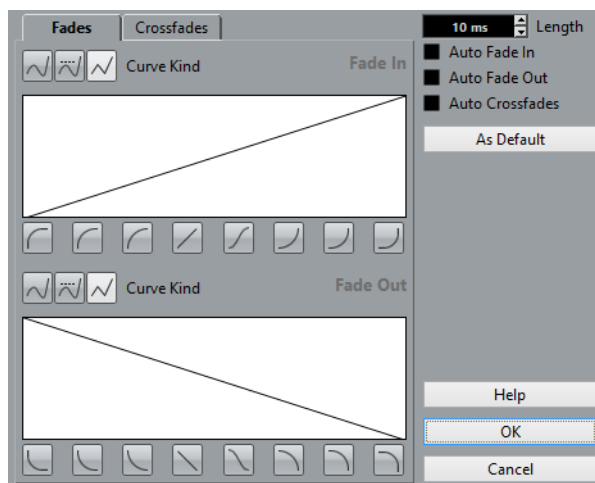 Fades Crossfades
10 ms Length
Curve Kind Fade In
Auto Fade In
Auto Fade Out
Auto Crossfades
As Default
Curve Kind Fade Out
Help
OK
Cancel